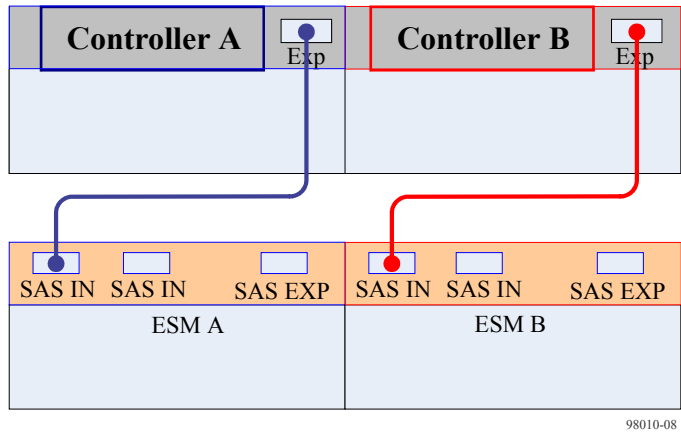 Controller A
Exp
Controller B
Exp
SAS IN SAS IN SAS EXP SAS IN SAS IN SAS EXP
ESM A ESM B
98010-08